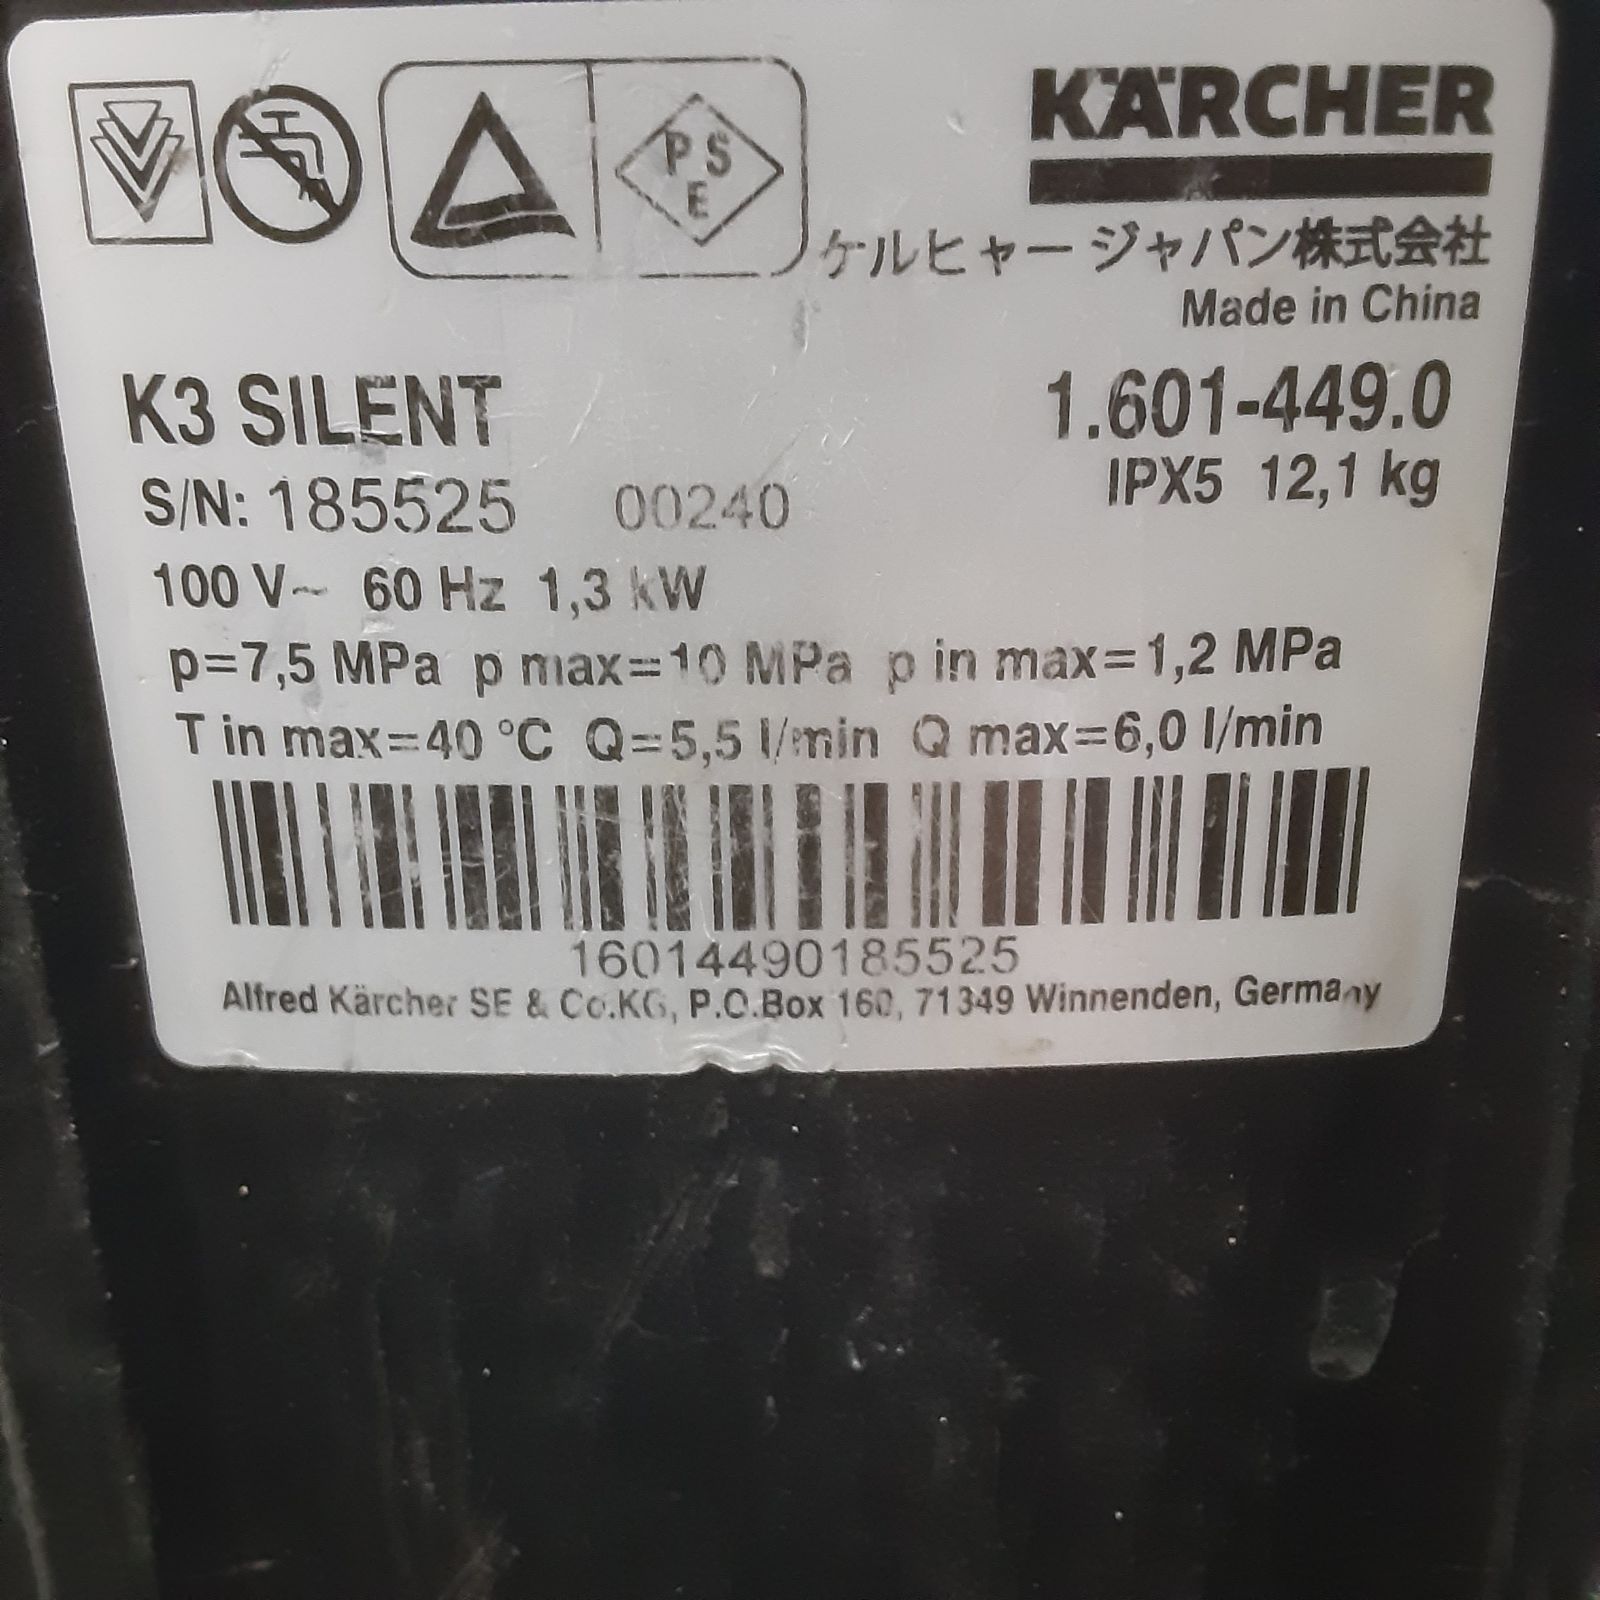 PSE
KÄRCHER
ケルヒャー ジャパン株式会社
Made in China
K3 SILENT
1.601-449.0
S/N: 185525 00240
IPX5 12,1 kg
100 V~ 60 Hz 1,3 kW
p=7,5 MPa p max=10 MPa p in max=1,2 MPa
T in max=40 °C Q=5,5 l/min Q max=6,0 l/min
16014490185525
Alfred Kärcher SE & Co.KG, P.O.Box 160, 71349 Winnenden, Germany